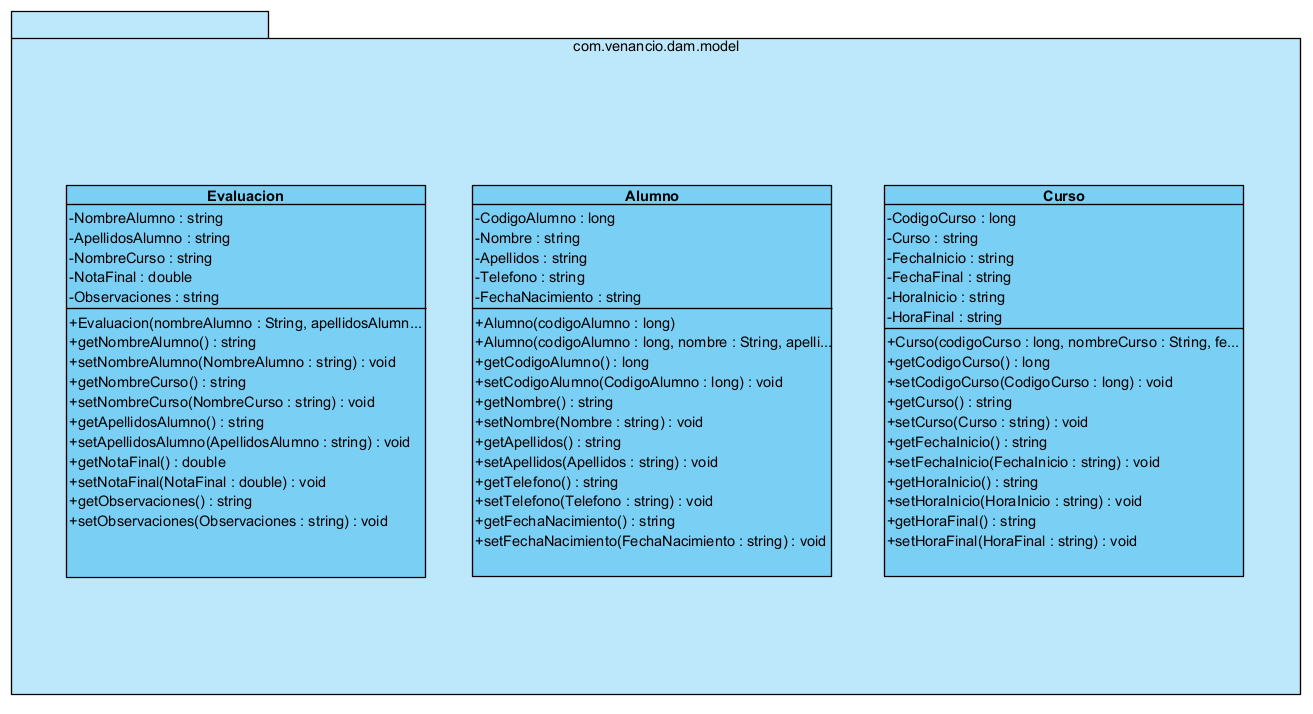 com.venancio.dam.model
Evaluacion
-NombreAlumno : string
-ApellidosAlumno : string
-NombreCurso : string
-NotaFinal : double
-Observaciones : string
+Evaluacion(nombreAlumno : String, apellidosAlumn...
+getNombreAlumno() : string
+setNombreAlumno(NombreAlumno : string) : void
+getNombreCurso() : string
+setNombreCurso(NombreCurso : string) : void
+getApellidosAlumno() : string
+setApellidosAlumno(ApellidosAlumno : string) : void
+getNotaFinal() : double
+setNotaFinal(NotaFinal : double) : void
+getObservaciones() : string
+setObservaciones(Observaciones : string) : void
Alumno
-CodigoAlumno : long
-Nombre : string
-Apellidos : string
-Telefono : string
-FechaNacimiento : string
+Alumno(codigoAlumno : long)
+Alumno(codigoAlumno : long, nombre : String, apelli...
+getCodigoAlumno() : long
+setCodigoAlumno(CodigoAlumno : long) : void
+getNombre() : string
+setNombre(Nombre : string) : void
+getApellidos() : string
+setApellidos(Apellidos : string) : void
+getTelefono() : string
+setTelefono(Telefono : string) : void
+getFechaNacimiento() : string
+setFechaNacimiento(FechaNacimiento : string) : void
Curso
-CodigoCurso : long
-Curso : string
-FechaInicio : string
-FechaFinal : string
-HoraInicio : string
-HoraFinal : string
+Curso(codigoCurso : long, nombreCurso : String, fe...
+getCodigoCurso() : long
+setCodigoCurso(CodigoCurso : long) : void
+getCurso() : string
+setCurso(Curso : string) : void
+getFechaInicio() : string
+setFechaInicio(FechaInicio : string) : void
+getHoraInicio() : string
+setHoraInicio(HoraInicio : string) : void
+getHoraFinal() : string
+setHoraFinal(HoraFinal : string) : void